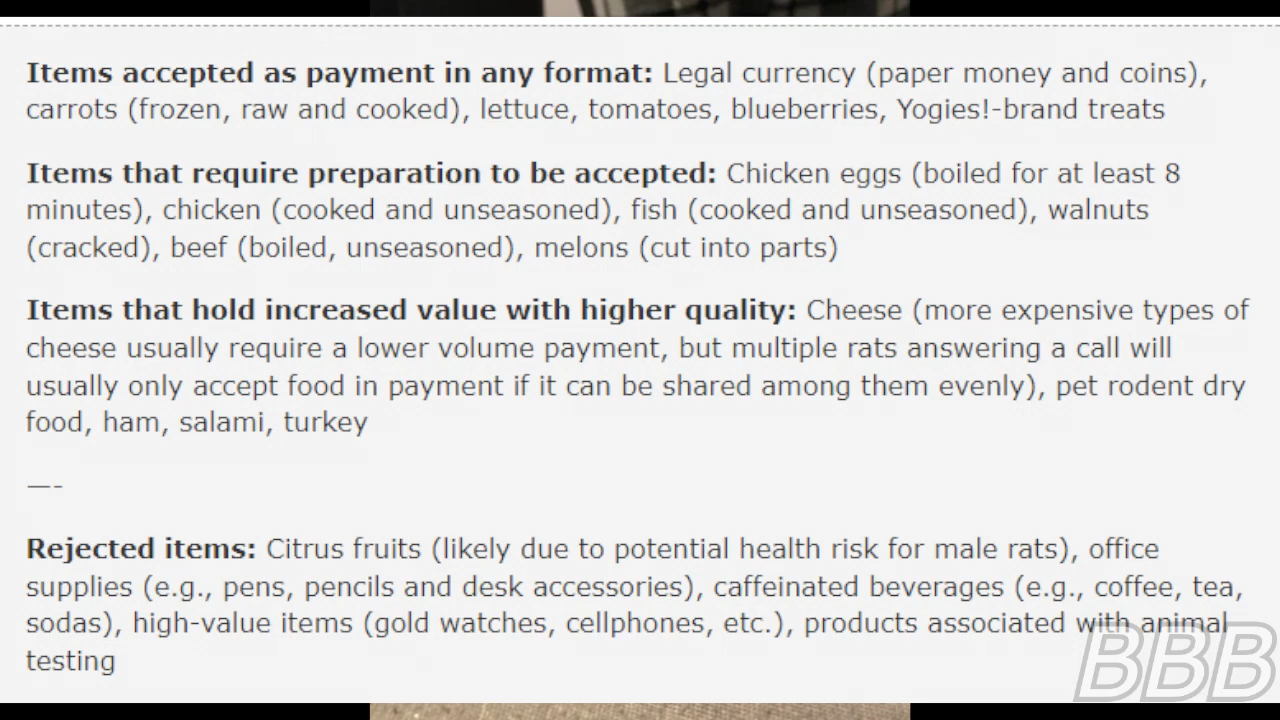 Items accepted as payment in any format: Legal currency (paper money and coins),
carrots (frozen, raw and cooked), lettuce, tomatoes, blueberries, Yogies!-brand treats
Items that require preparation to be accepted: Chicken eggs (boiled for at least 8
minutes), chicken (cooked and unseasoned), fish (cooked and unseasoned), walnuts
(cracked), beef (boiled, unseasoned), melons (cut into parts)
Items that hold increased value with higher quality: Cheese (more expensive types of
cheese usually require a lower volume payment, but multiple rats answering a call will
usually only accept food in payment if it can be shared among them evenly), pet rodent dry
food, ham, salami, turkey
—-
Rejected items: Citrus fruits (likely due to potential health risk for male rats), office
supplies (e.g., pens, pencils and desk accessories), caffeinated beverages (e.g., coffee, tea,
sodas), high-value items (gold watches, cellphones, etc.), products associated with animal
testing
BBB